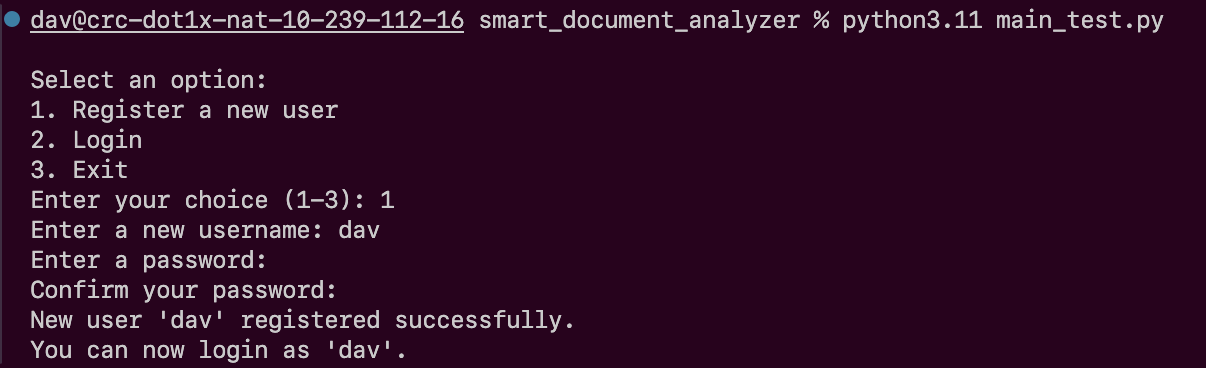 dav@crc-dot1x-nat-10-239-112-16 smart_document_analyzer % python3.11 main_test.py
Select an option:
1. Register a new user
2. Login
3. Exit
Enter your choice (1-3): 1
Enter a new username: dav
Enter a password:
Confirm your password:
New user 'dav' registered successfully.
You can now login as 'dav'.